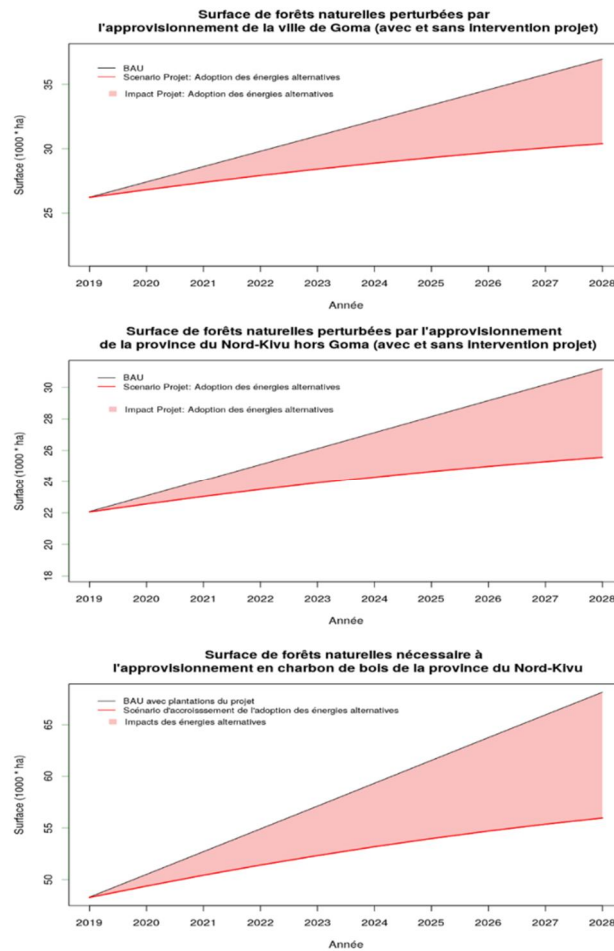 Surface de forêts naturelles perturbées par
l'approvisionnement de la ville de Goma (avec et sans intervention projet)
BAU
Scenario Projet: Adoption des énergies alternatives
Impact Projet: Adoption des énergies alternatives
Surface (1000 * ha)
35
30
25
2019 2020 2021 2022 2023 2024 2025 2026 2027 2028
Année
Surface de forêts naturelles perturbées par l'approvisionnement
de la province du Nord-Kivu hors Goma (avec et sans intervention projet)
BAU
Scenario Projet: Adoption des énergies alternatives
Impact Projet: Adoption des énergies alternatives
Surface (1000 * ha)
30
28
26
24
22
18
2019 2020 2021 2022 2023 2024 2025 2026 2027 2028
Année
Surface de forêts naturelles nécessaire à
l'approvisionnement en charbon de bois de la province du Nord-Kivu
BAU avec plantations du projet
Scénario d'accroisssement de l'adoption des énergies alternatives
Impacts des énergies alternatives
Surface (1000 * ha)
65
60
55
50
2019 2020 2021 2022 2023 2024 2025 2026 2027 2028
Année